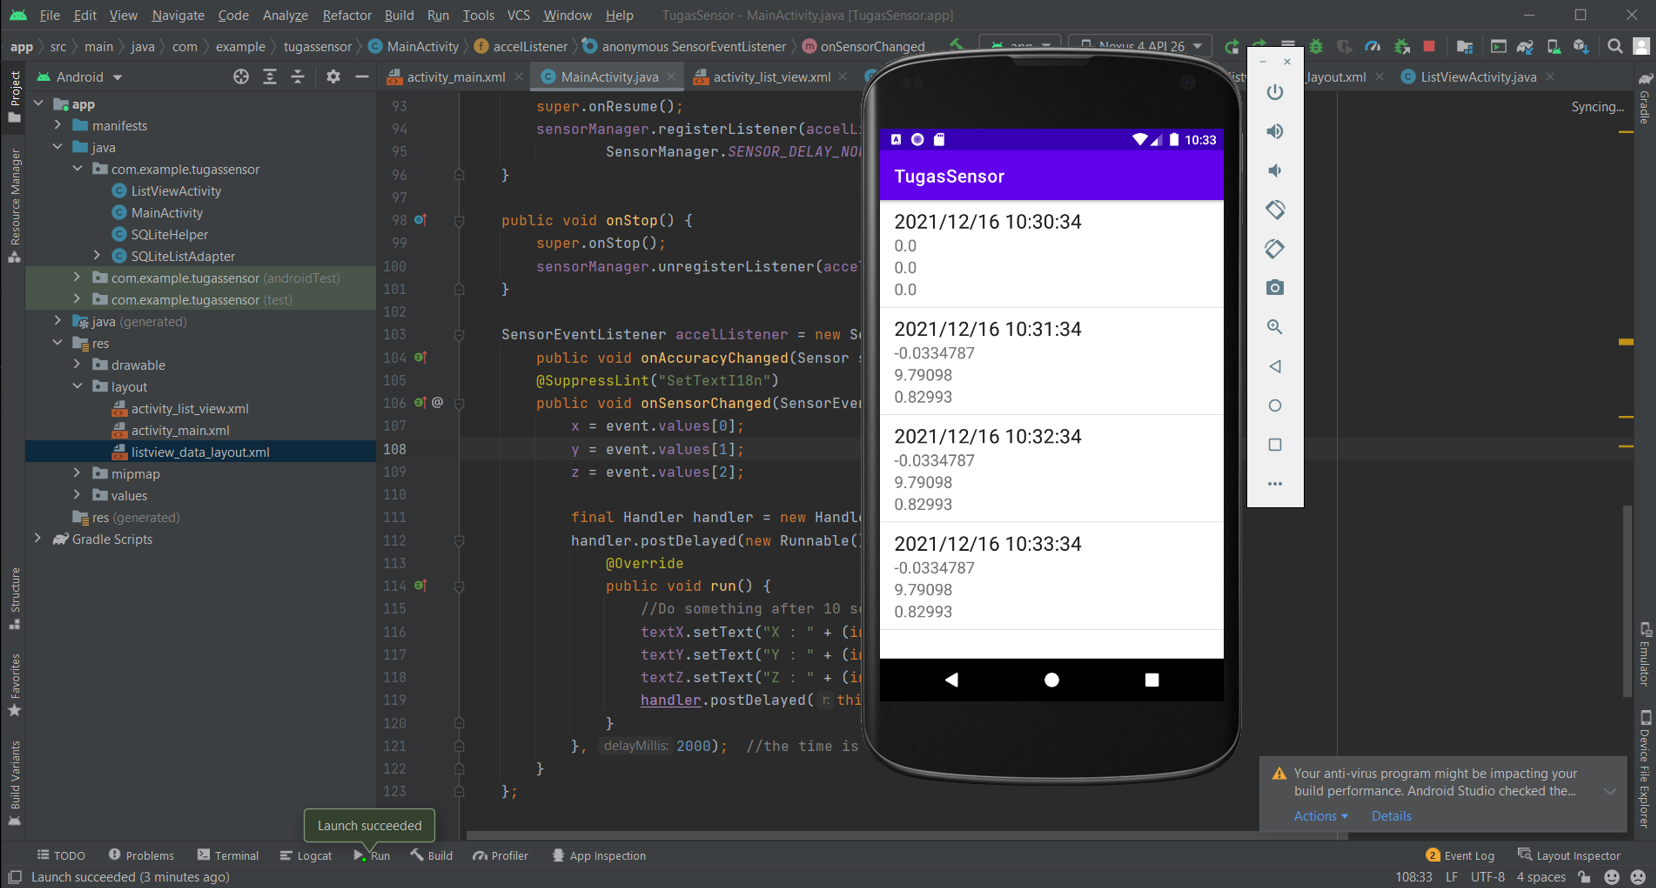 File Edit View Navigate Code Analyze Refactor Build Run Tools VCS Window Help TugasSensor - MainActivity.java [TugasSensor.app]
app src main java com example tugassensor MainActivity accelListener anonymous SensorEventListener onSensorChanged app Nexus 4 API 26
Project
Android
activity_main.xml MainActivity.java activity_list_view.xml _layout.xml ListViewActivity.java
Gradle
Syncing...
app
manifests
java
com.example.tugassensor
ListViewActivity
MainActivity
SQLiteHelper
SQLiteListAdapter
com.example.tugassensor (androidTest)
com.example.tugassensor (test)
java (generated)
res
drawable
layout
activity_list_view.xml
activity_main.xml
listview_data_layout.xml
mipmap
values
res (generated)
Gradle Scripts
Resource Manager
Structure
Favorites
Build Variants
93 super.onResume();
94 sensorManager.registerListener(accelLi
95 SensorManager.SENSOR_DELAY_NO
96 }
97
98 public void onStop() {
99 super.onStop();
100 sensorManager.unregisterListener(acce
101 }
102
103 SensorEventListener accelListener = new Se
104 public void onAccuracyChanged(Sensor s
105 @SuppressLint("SetTextI18n")
106 @ public void onSensorChanged(SensorEve
107 x = event.values[0];
108 y = event.values[1];
109 z = event.values[2];
110
111 final Handler handler = new Handl
112 handler.postDelayed(new Runnable()
113 @Override
114 public void run() {
115 //Do something after 10 se
116 textX.setText("X : " + (in
117 textY.setText("Y : " + (in
118 textZ.setText("Z : " + (in
119 handler.postDelayed( r: thi
120 }
121 }, delayMillis: 2000); //the time is
122 }
123 };
10:33
TugasSensor
2021/12/16 10:30:34
0.0
0.0
0.0
2021/12/16 10:31:34
-0.0334787
9.79098
0.82993
2021/12/16 10:32:34
-0.0334787
9.79098
0.82993
2021/12/16 10:33:34
-0.0334787
9.79098
0.82993
Emulator
Device File Explorer
Your anti-virus program might be impacting your
build performance. Android Studio checked the...
Actions Details
Launch succeeded
TODO Problems Terminal Logcat Run Build Profiler App Inspection 2 Event Log Layout Inspector
Launch succeeded (3 minutes ago) 108:33 LF UTF-8 4 spaces